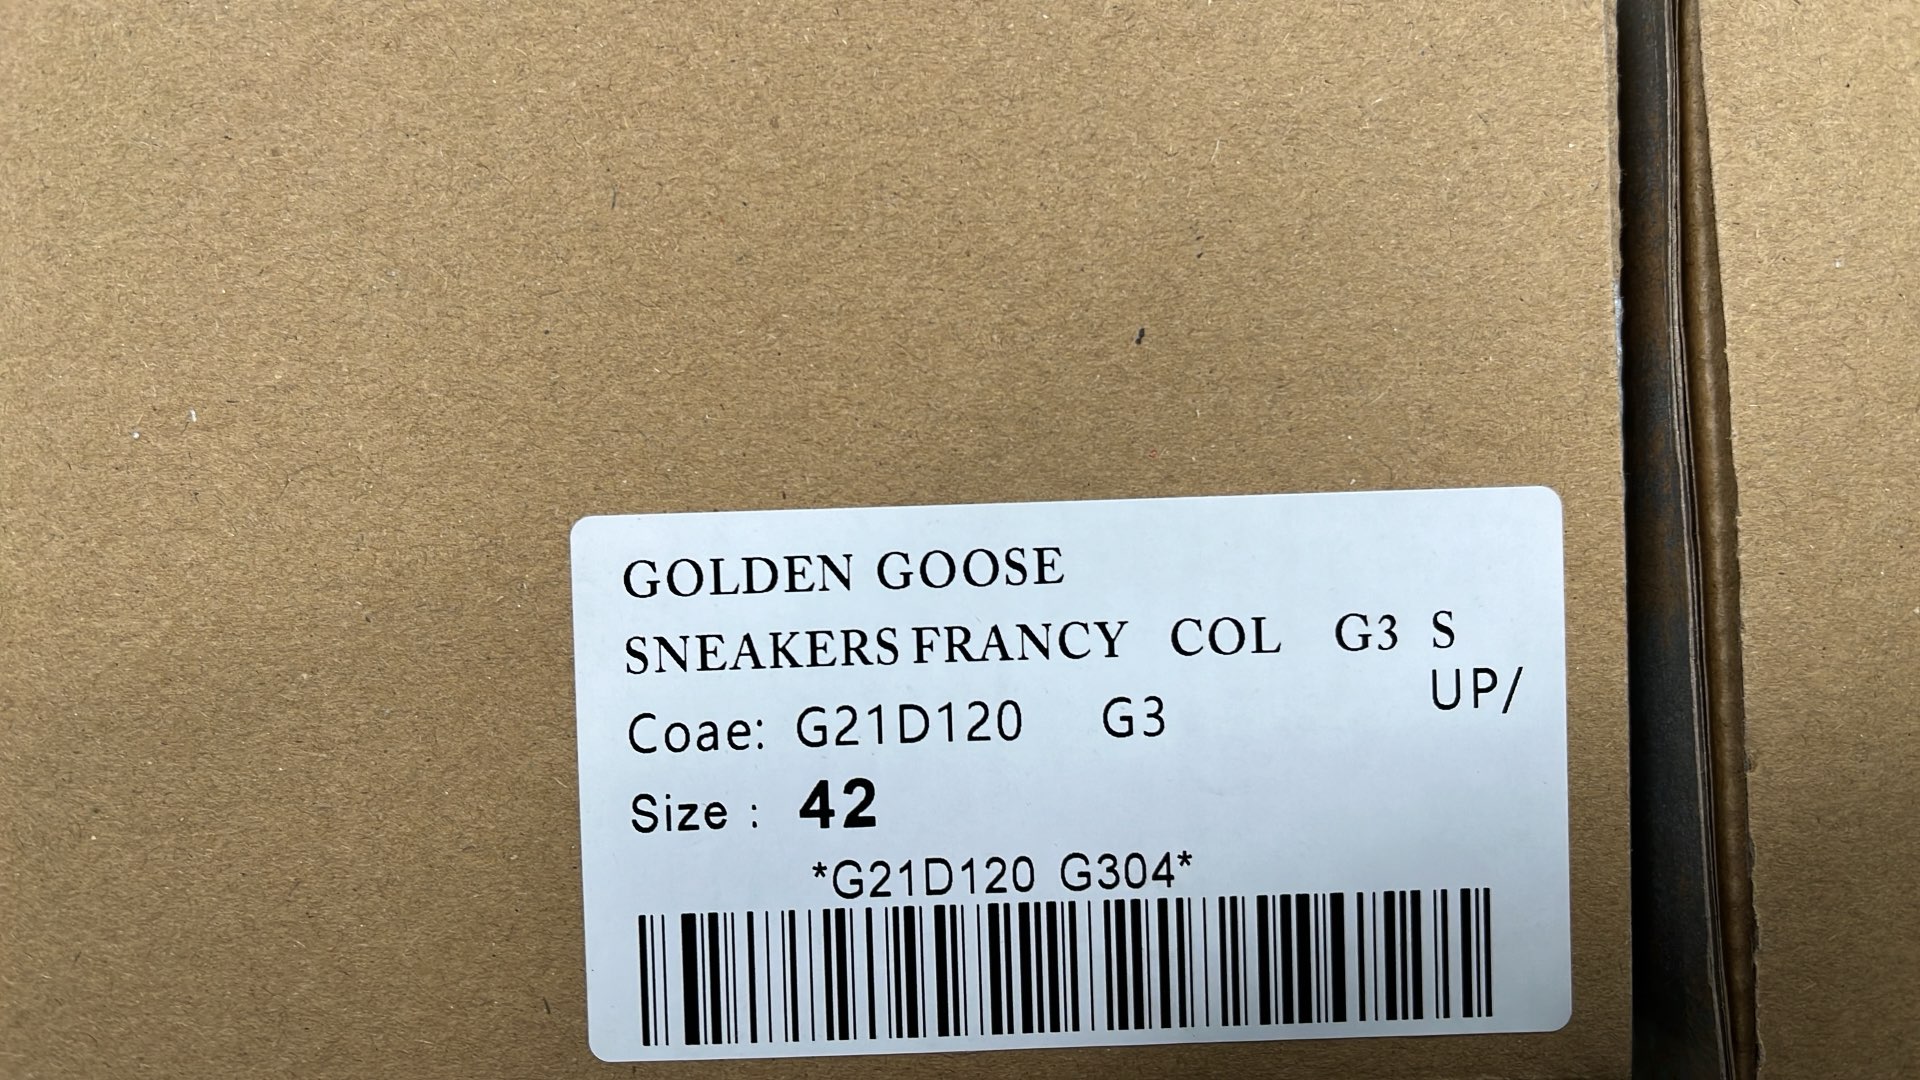 GOLDEN GOOSE
SNEAKERS FRANCY COL G3 S
UP/
Coae: G21D120 G3
Size : 42
*G21D120 G304*